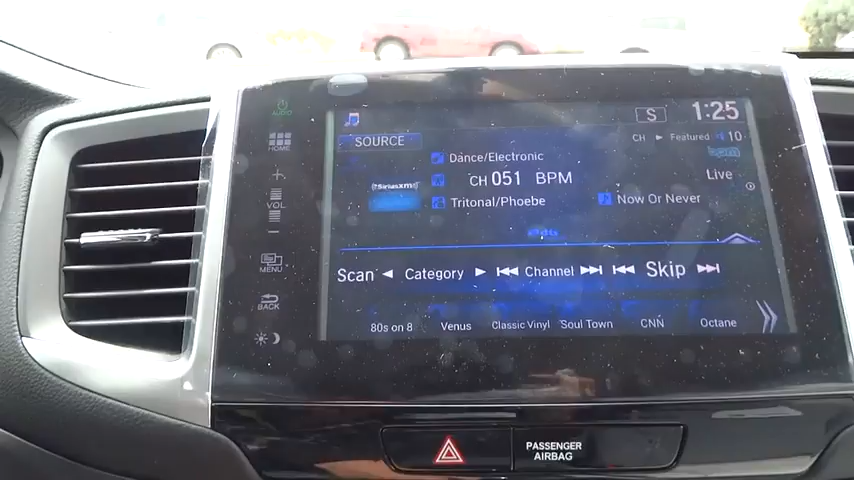 S 1:25
AUDIO
SOURCE
CH ▶ Featured 10
HOME
Dance/Electronic
CH 051 BPM
Live
SiriusXM
Tritonal/Phoebe
Now Or Never
+
VOL
–
MENU
Scan ◀ Category ▶ Channel Skip
BACK
80s on 8 Venus Classic Vinyl Soul Town CNN Octane
PASSENGER
AIRBAG